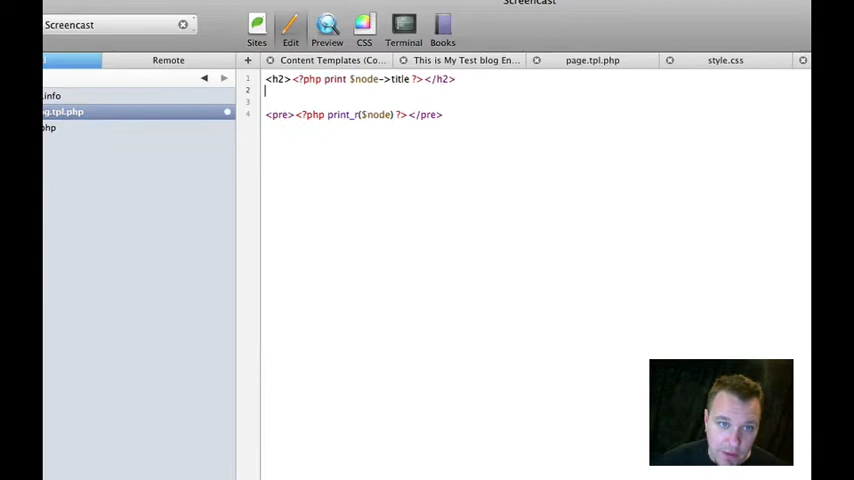 Screencast
Screencast
Sites Edit Preview CSS Terminal Books
Remote
Content Templates (Co...
This is My Test blog En...
page.tpl.php
style.css
.info
g.tpl.php
hp
1 <h2><?php print $node->title ?></h2>
2
3
4 <pre><?php print_r($node) ?></pre>